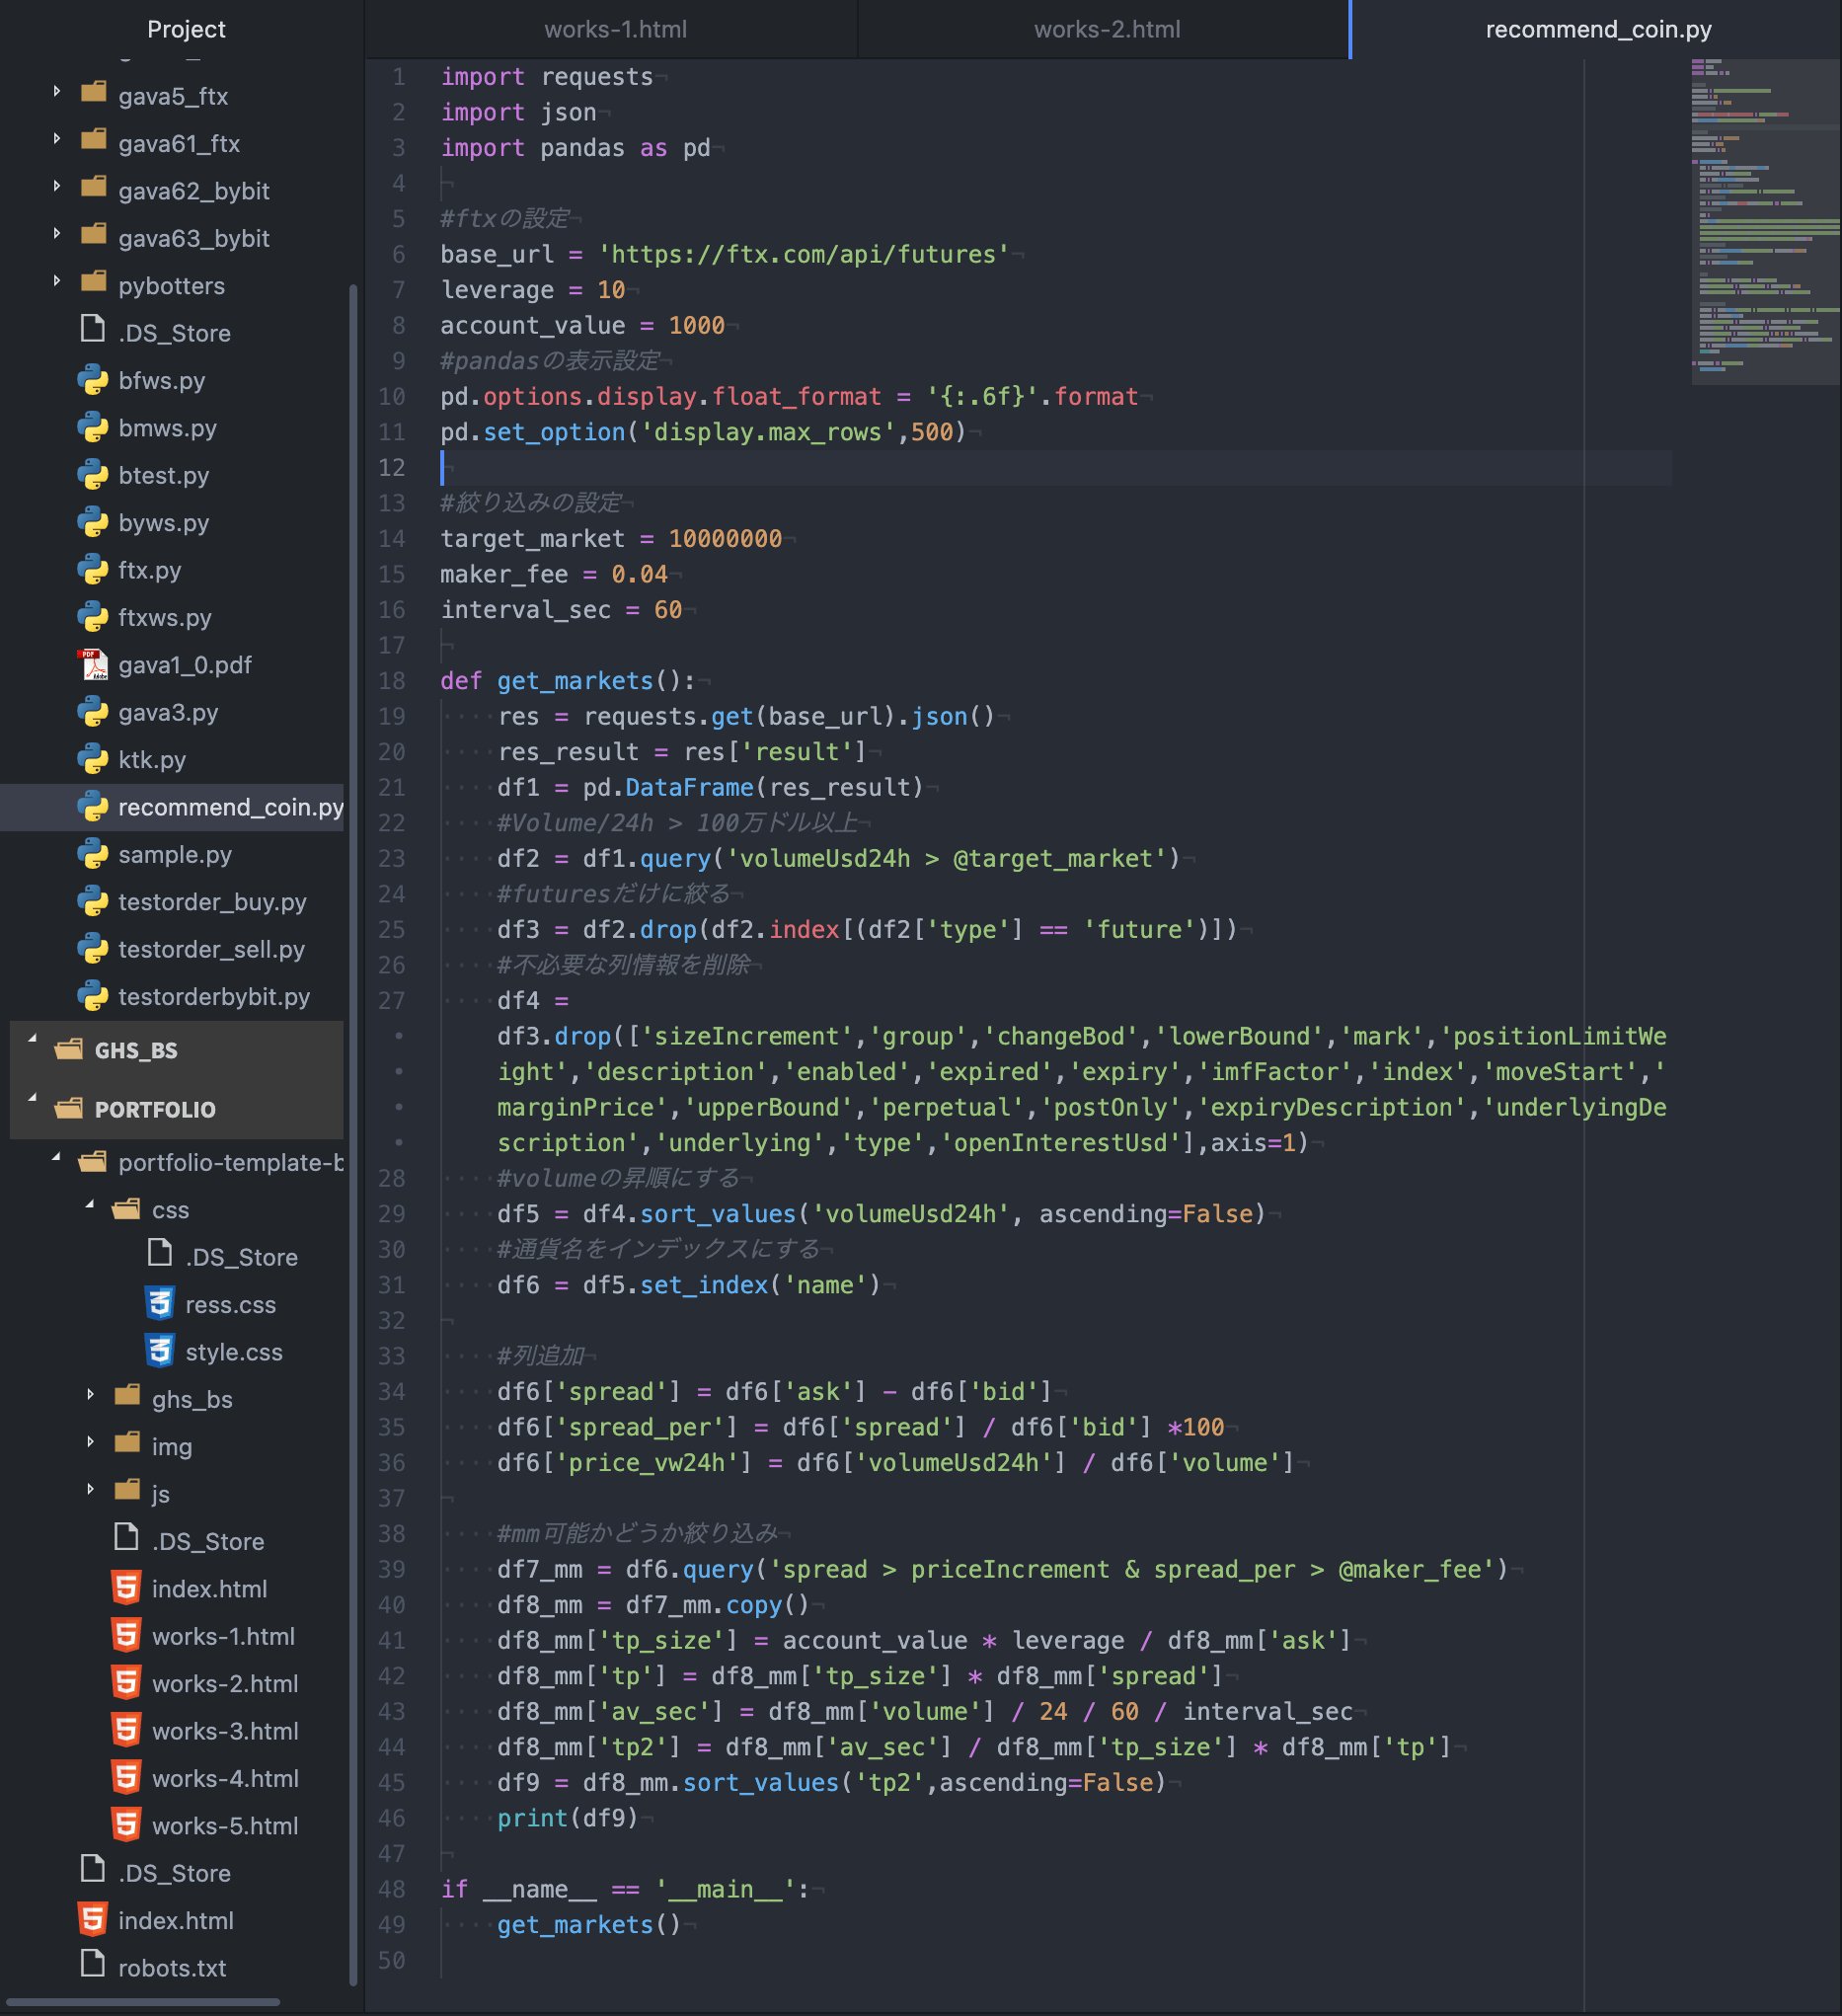 Project
gava5_ftx
gava61_ftx
gava62_bybit
gava63_bybit
pybotters
.DS_Store
bfws.py
bmws.py
btest.py
byws.py
ftx.py
ftxws.py
gava1_0.pdf
gava3.py
ktk.py
recommend_coin.py
sample.py
testorder_buy.py
testorder_sell.py
testorderbybit.py
GHS_BS
PORTFOLIO
portfolio-template-b
css
.DS_Store
ress.css
style.css
ghs_bs
img
js
.DS_Store
index.html
works-1.html
works-2.html
works-3.html
works-4.html
works-5.html
.DS_Store
index.html
robots.txt
works-1.html
works-2.html
recommend_coin.py
1 import requests
2 import json
3 import pandas as pd
4
5 #ftxの設定
6 base_url = 'https://ftx.com/api/futures'
7 leverage = 10
8 account_value = 1000
9 #pandasの表示設定
10 pd.options.display.float_format = '{:.6f}'.format
11 pd.set_option('display.max_rows',500)
12
13 #絞り込みの設定
14 target_market = 10000000
15 maker_fee = 0.04
16 interval_sec = 60
17
18 def get_markets():
19 res = requests.get(base_url).json()
20 res_result = res['result']
21 df1 = pd.DataFrame(res_result)
22 #Volume/24h > 100万ドル以上
23 df2 = df1.query('volumeUsd24h > @target_market')
24 #futuresだけに絞る
25 df3 = df2.drop(df2.index[(df2['type'] == 'future')])
26 #不必要な列情報を削除
27 df4 =
df3.drop(['sizeIncrement','group','changeBod','lowerBound','mark','positionLimitWe
ight','description','enabled','expired','expiry','imfFactor','index','moveStart','
marginPrice','upperBound','perpetual','postOnly','expiryDescription','underlyingDe
scription','underlying','type','openInterestUsd'],axis=1)
28 #volumeの昇順にする
29 df5 = df4.sort_values('volumeUsd24h', ascending=False)
30 #通貨名をインデックスにする
31 df6 = df5.set_index('name')
32
33 #列追加
34 df6['spread'] = df6['ask'] - df6['bid']
35 df6['spread_per'] = df6['spread'] / df6['bid'] *100
36 df6['price_vw24h'] = df6['volumeUsd24h'] / df6['volume']
37
38 #mm可能かどうか絞り込み
39 df7_mm = df6.query('spread > priceIncrement & spread_per > @maker_fee')
40 df8_mm = df7_mm.copy()
41 df8_mm['tp_size'] = account_value * leverage / df8_mm['ask']
42 df8_mm['tp'] = df8_mm['tp_size'] * df8_mm['spread']
43 df8_mm['av_sec'] = df8_mm['volume'] / 24 / 60 / interval_sec
44 df8_mm['tp2'] = df8_mm['av_sec'] / df8_mm['tp_size'] * df8_mm['tp']
45 df9 = df8_mm.sort_values('tp2',ascending=False)
46 print(df9)
47
48 if __name__ == '__main__':
49 get_markets()
50